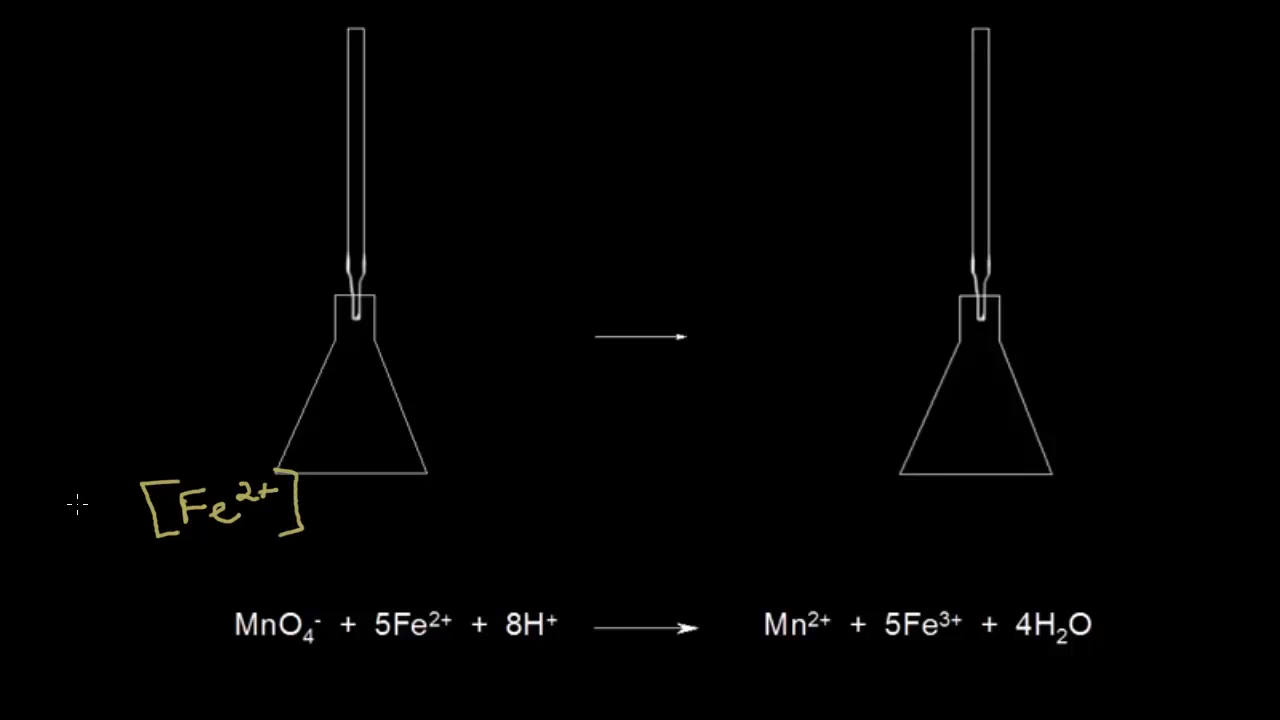 [Fe²⁺]
MnO₄⁻ + 5Fe²⁺ + 8H⁺ ⟶ Mn²⁺ + 5Fe³⁺ + 4H₂O